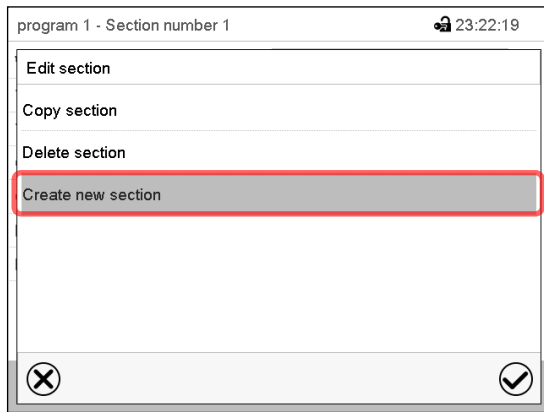 program 1 - Section number 1 23:22:19
Edit section
Copy section
Delete section
Create new section